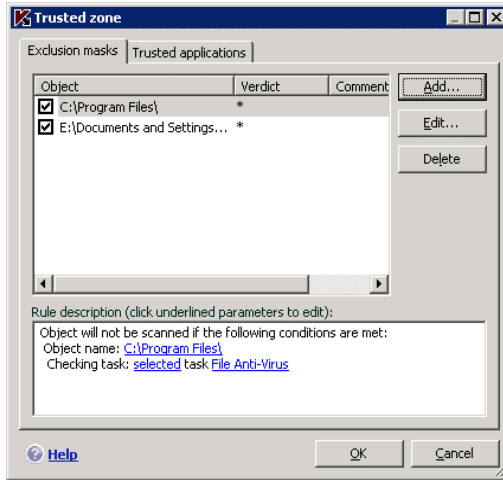 Trusted zone
Exclusion masks Trusted applications
Object Verdict Comment
C:\Program Files\ *
E:\Documents and Settings... *
Add...
Edit...
Delete
Rule description (click underlined parameters to edit):
Object will not be scanned if the following conditions are met:
Object name: C:\Program Files\
Checking task: selected task File Anti-Virus
Help OK Cancel